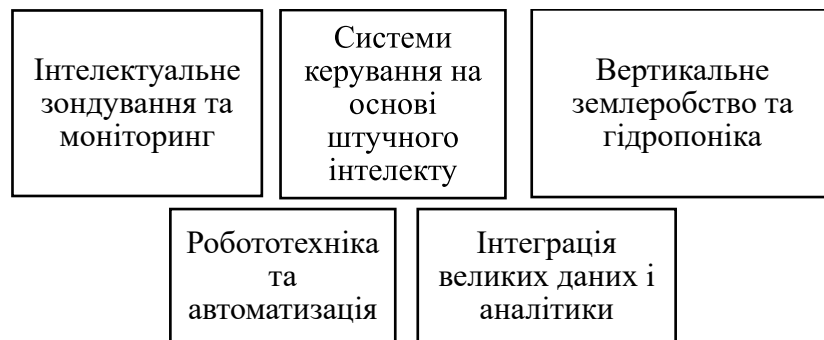 Інтелектуальне
зондування та
моніторинг
Системи
керування на
основі
штучного
інтелекту
Вертикальне
землеробство та
гідропоніка
Робототехніка
та
автоматизація
Інтеграція
великих даних і
аналітики